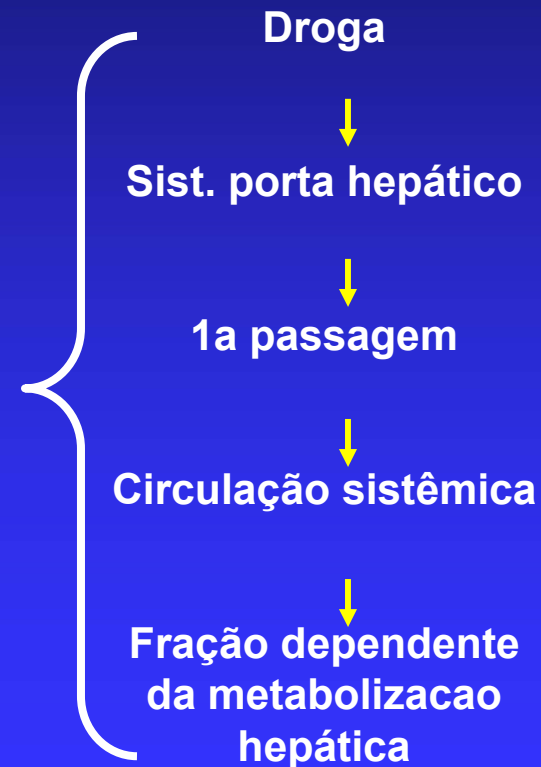 Droga
Sist. porta hepático
1a passagem
Circulação sistêmica
Fração dependente
da metabolizacao
hepática